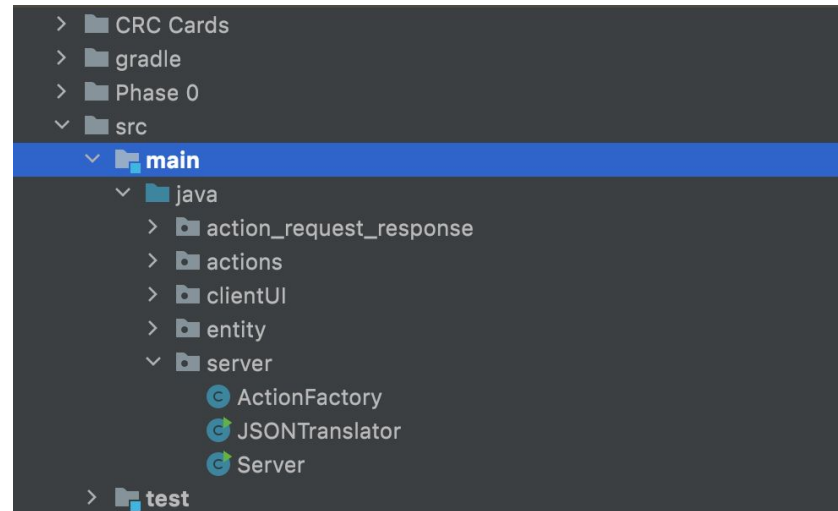 CRC Cards
gradle
Phase 0
src
main
java
action_request_response
actions
clientUI
entity
server
ActionFactory
JSONTranslator
Server
test